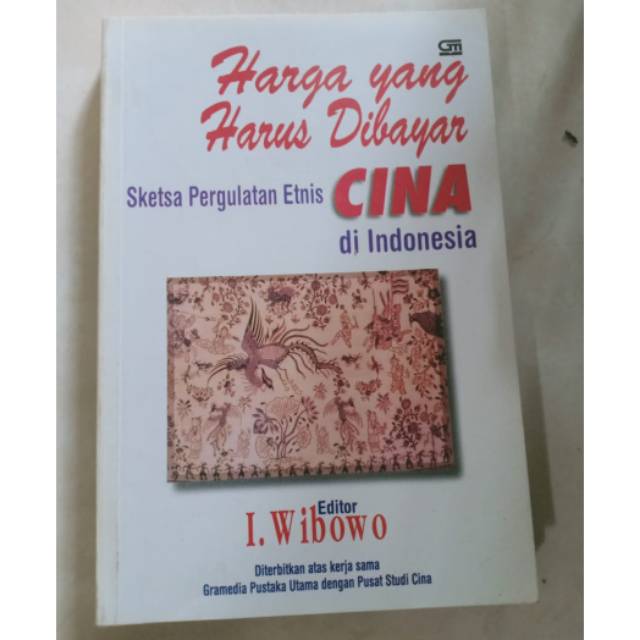 GM
Harga yang
Harus Dibayar
Sketsa Pergulatan Etnis CINA
di Indonesia
Editor
I. Wibowo
Diterbitkan atas kerja sama
Gramedia Pustaka Utama dengan Pusat Studi Cina